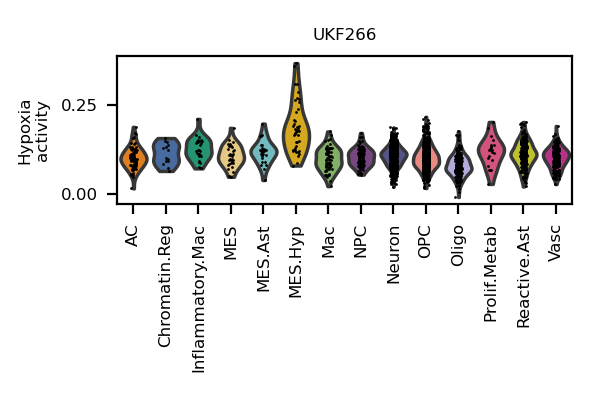 UKF266
Hypoxia
activity
0.25
0.00
AC
Chromatin.Reg
Inflammatory.Mac
MES
MES.Ast
MES.Hyp
Mac
NPC
Neuron
OPC
Oligo
Prolif.Metab
Reactive.Ast
Vasc